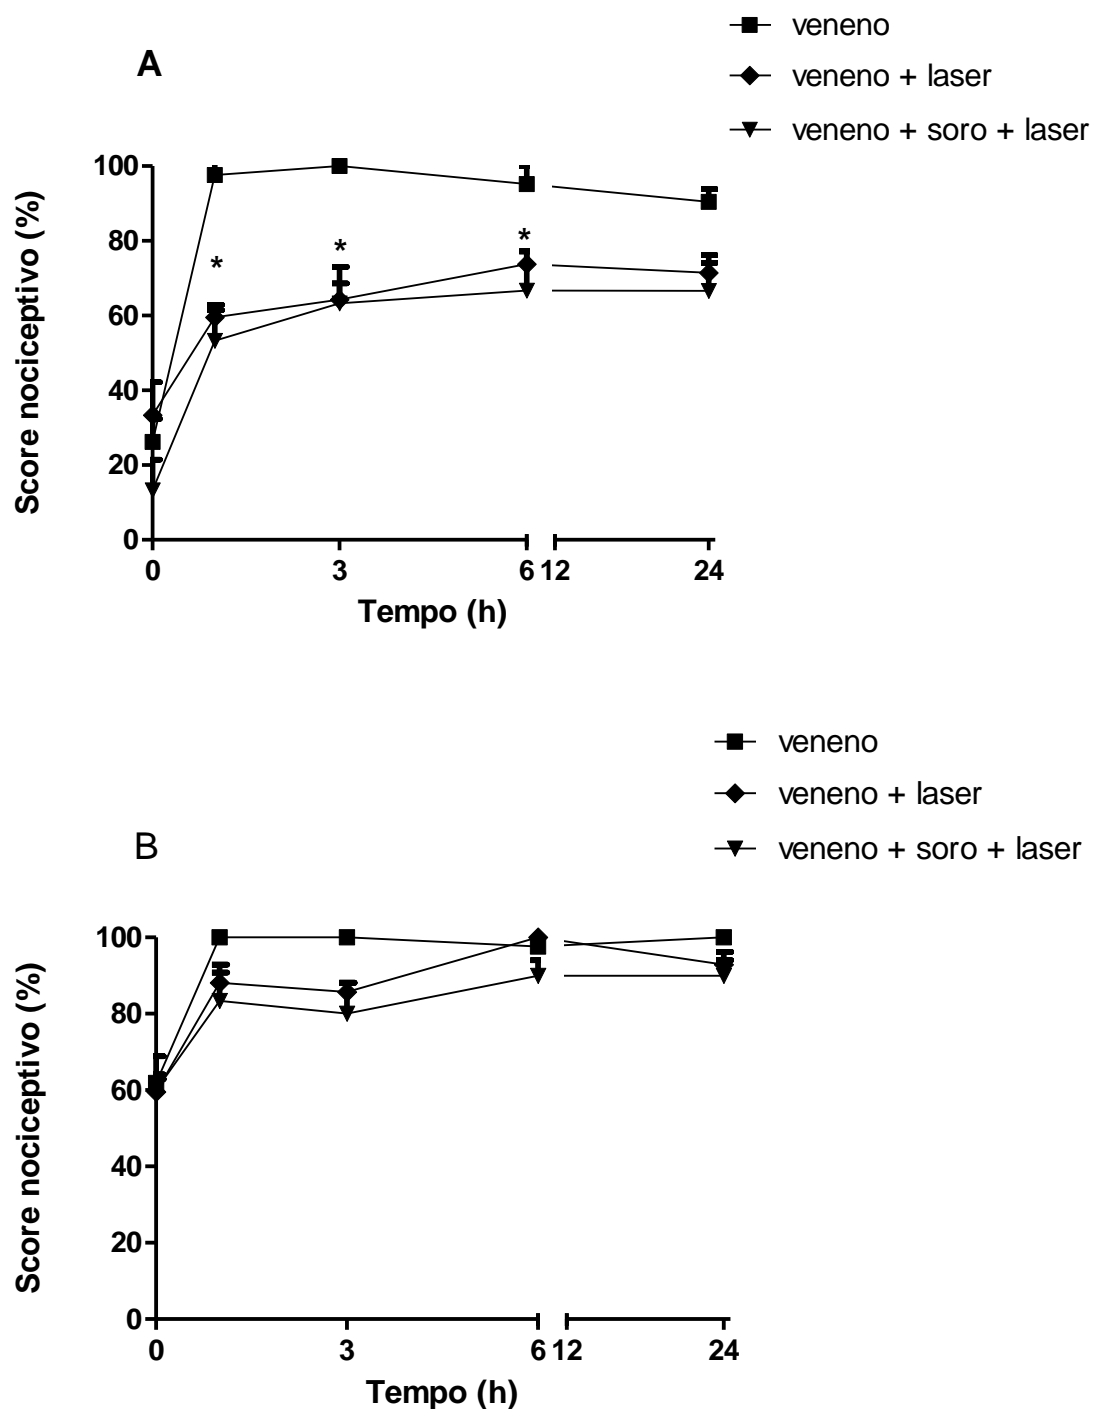 veneno
A
veneno + laser
veneno + soro + laser
100
80
60
40
20
0
Score nociceptivo (%)
*
*
*
0 3 6 12 24
Tempo (h)
veneno
veneno + laser
B
veneno + soro + laser
100
80
60
40
20
0
Score nociceptivo (%)
0 3 6 12 24
Tempo (h)